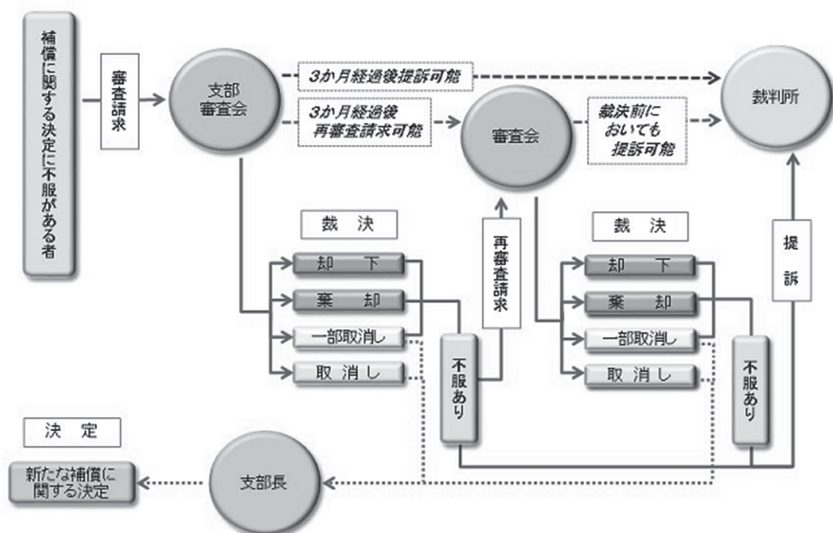 補償に関する決定に不服がある者
審査請求
支部
審査会
3か月経過後提訴可能
3か月経過後
再審査請求可能
審査会
裁決前に
おいても
提訴可能
裁判所
裁 決
却 下
棄 却
一部取消し
取 消 し
不服あり
再審査請求
裁 決
却 下
棄 却
一部取消し
取 消 し
不服あり
提 訴
決 定
新たな補償に
関する決定
支部長